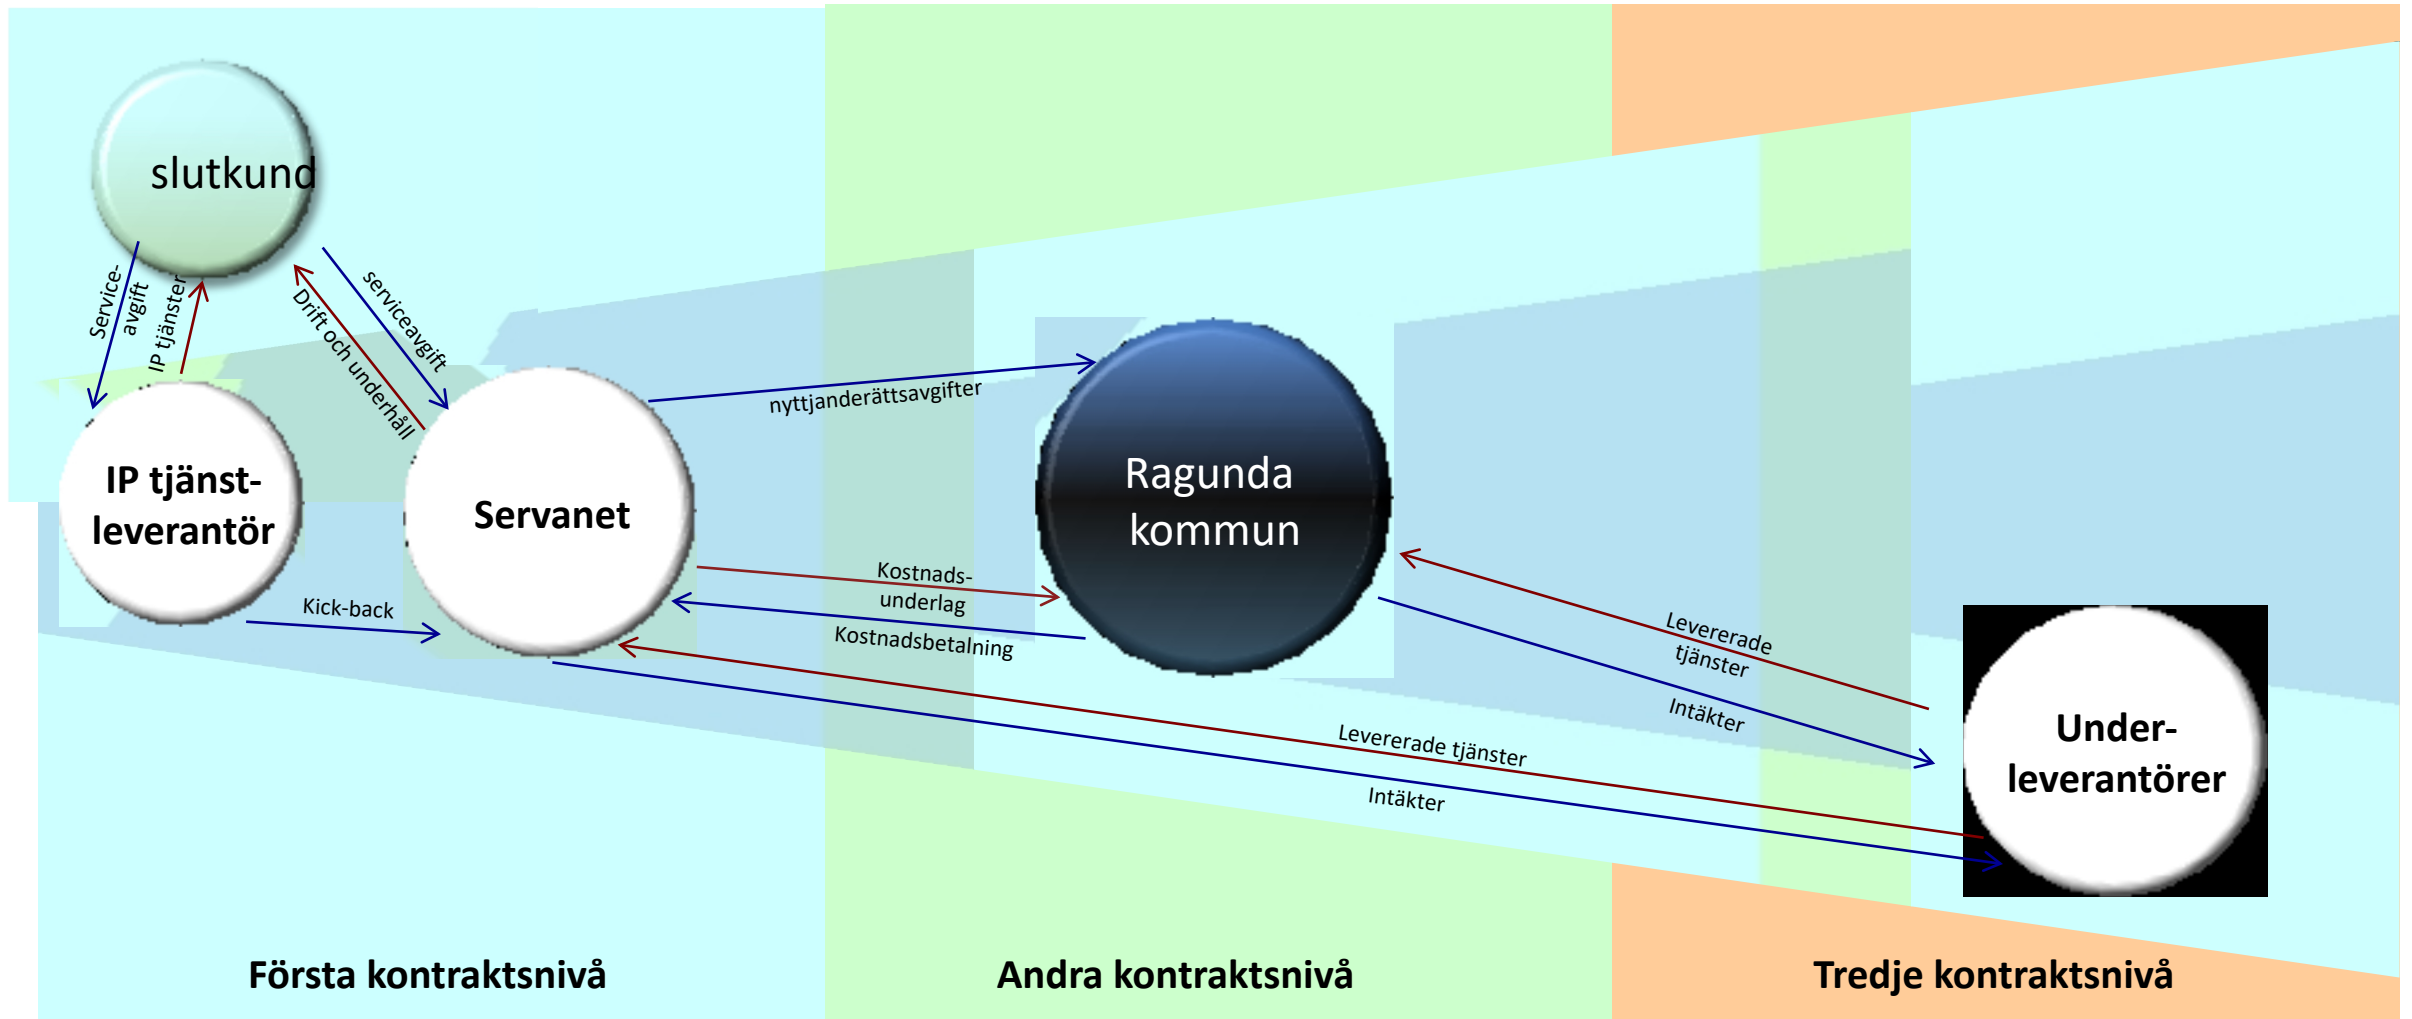 slutkund
Service-
avgift
IP tjänster
serviceavgift
Drift och underhåll
IP tjänst-
leverantör
Servanet
Kick-back
nyttjanderättsavgifter
Ragunda
kommun
Kostnads-
underlag
Kostnadsbetalning
Levererade
tjänster
Intäkter
Levererade tjänster
Intäkter
Under-
leverantörer
Första kontraktsnivå
Andra kontraktsnivå
Tredje kontraktsnivå